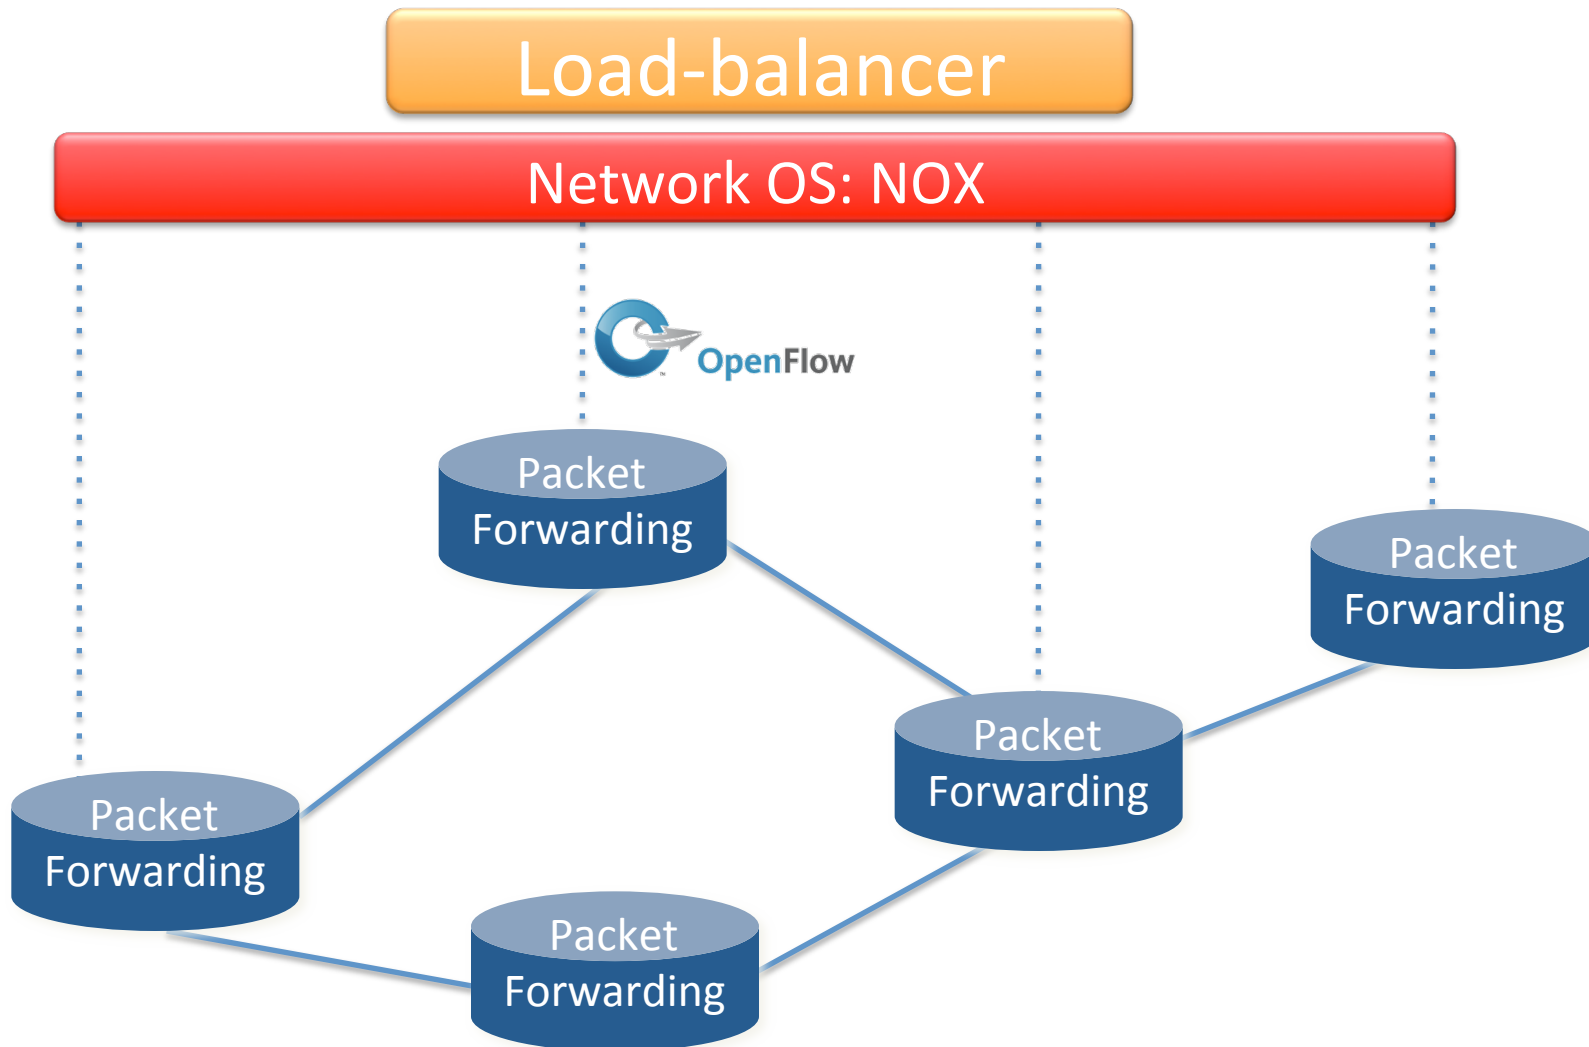 Load-balancer
Network OS: NOX
OpenFlow
Packet
Forwarding
Packet
Forwarding
Packet
Forwarding
Packet
Forwarding
Packet
Forwarding